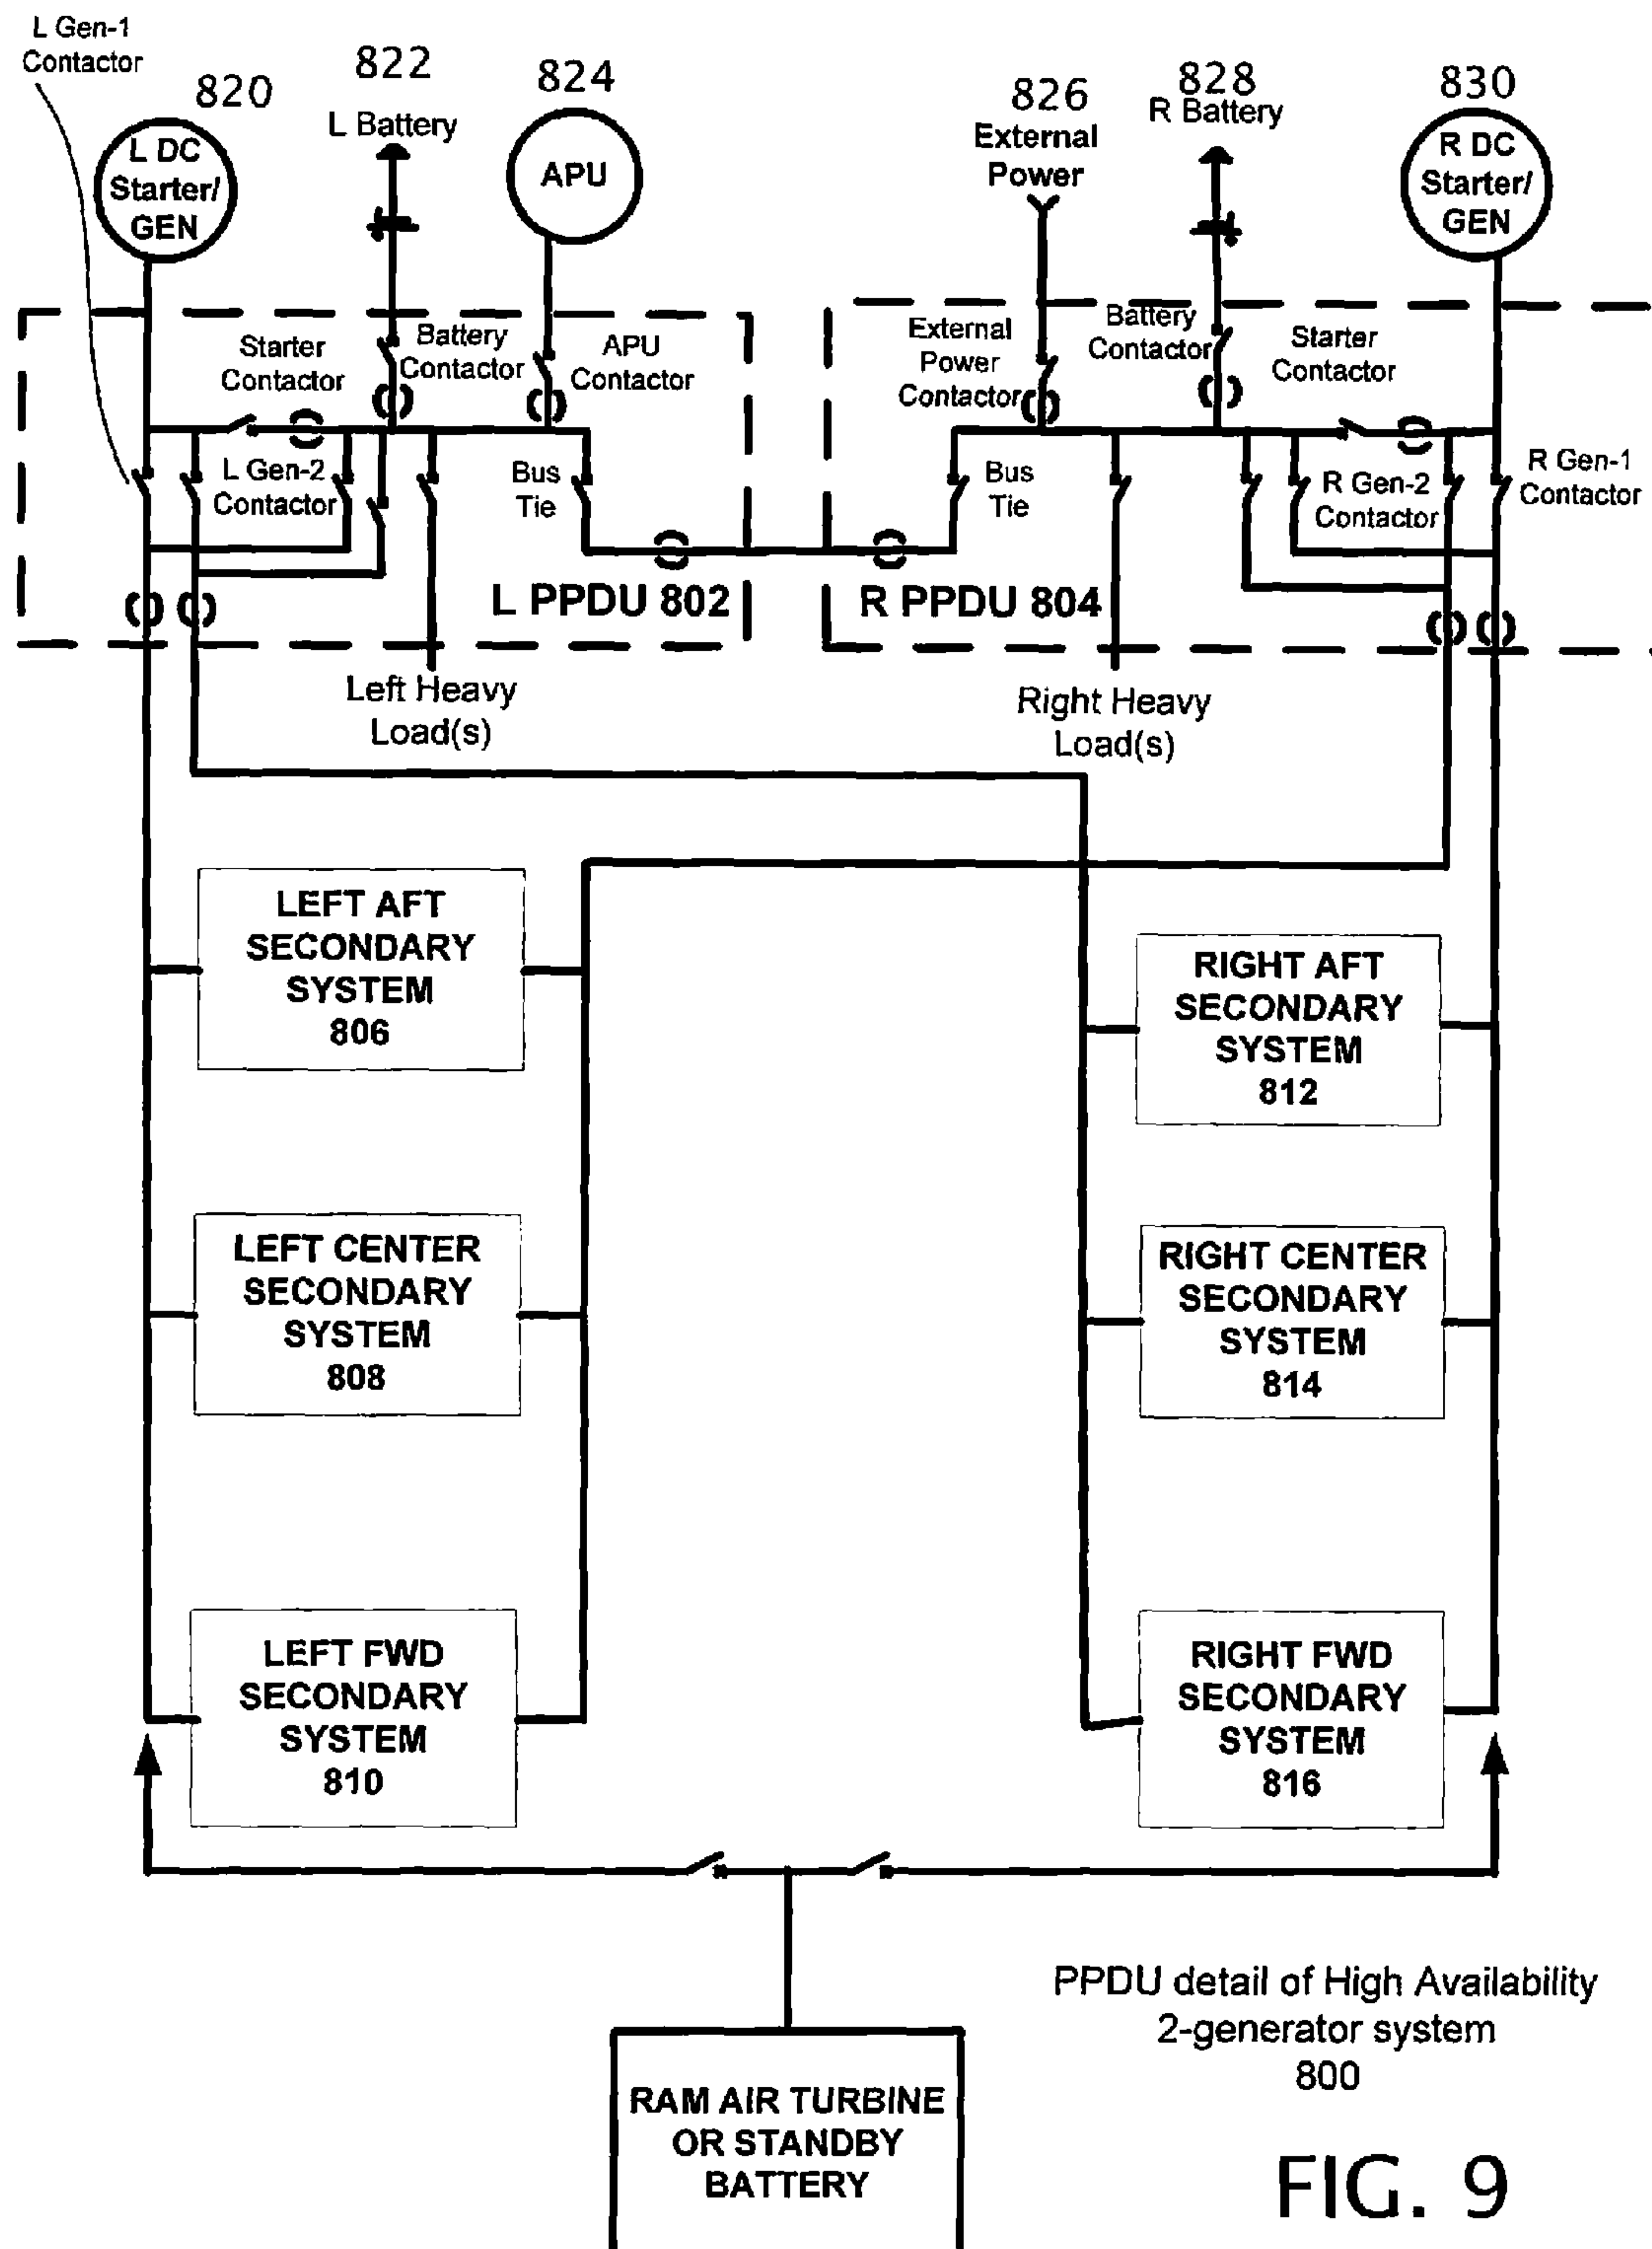 L Gen-1
Contactor
820
822
824
826
828
830
L Battery
External
Power
R Battery
L DC
Starter/
GEN
APU
R DC
Starter/
GEN
Starter
Contactor
Battery
Contactor
APU
Contactor
External
Power
Contactor
Battery
Contactor
Starter
Contactor
L Gen-2
Contactor
Bus
Tie
Bus
Tie
R Gen-2
Contactor
R Gen-1
Contactor
L PPDU 802
R PPDU 804
Left Heavy
Load(s)
Right Heavy
Load(s)
LEFT AFT
SECONDARY
SYSTEM
806
RIGHT AFT
SECONDARY
SYSTEM
812
LEFT CENTER
SECONDARY
SYSTEM
808
RIGHT CENTER
SECONDARY
SYSTEM
814
LEFT FWD
SECONDARY
SYSTEM
810
RIGHT FWD
SECONDARY
SYSTEM
816
PPDU detail of High Availability
2-generator system
800
RAM AIR TURBINE
OR STANDBY
BATTERY
FIG. 9